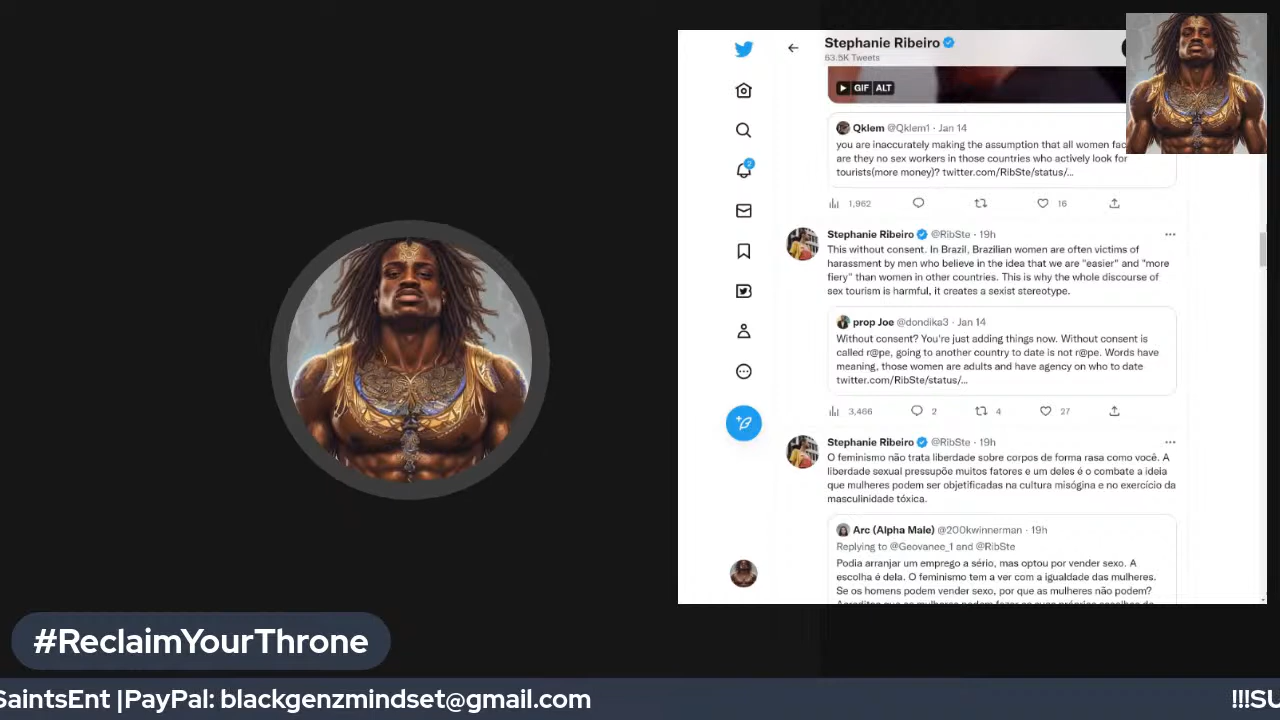 Stephanie Ribeiro
63.5K Tweets
GIF ALT
Qklem @Qklem1 · Jan 14
you are inaccurately making the assumption that all women
are they no sex workers in those countries who actively look for
tourists(more money)? twitter.com/RibSte/status/...
1,962
16
Stephanie Ribeiro @RibSte · 19h
This without consent. In Brazil, Brazilian women are often victims of
harassment by men who believe in the idea that we are "easier" and "more
fiery" than women in other countries. This is why the whole discourse of
sex tourism is harmful, it creates a sexist stereotype.
prop Joe @dondika3 · Jan 14
Without consent? You're just adding things now. Without consent is
called r@pe, going to another country to date is not r@pe. Words have
meaning, those women are adults and have agency on who to date
twitter.com/RibSte/status/...
3,466
2
4
27
Stephanie Ribeiro @RibSte · 19h
O feminismo não trata liberdade sobre corpos de forma rasa como você. A
liberdade sexual pressupõe muitos fatores e um deles é o combate a ideia
que mulheres podem ser objetificadas na cultura misógina e no exercício da
masculinidade tóxica.
Arc (Alpha Male) @200kwinnerman · 19h
Replying to @Geovanee_1 and @RibSte
Podia arranjar um emprego a sério, mas optou por vender sexo. A
escolha é dela. O feminismo tem a ver com a igualdade das mulheres.
Se os homens podem vender sexo, por que as mulheres não podem?
#ReclaimYourThrone
SaintsEnt |PayPal: blackgenzmindset@gmail.com
!!!SU